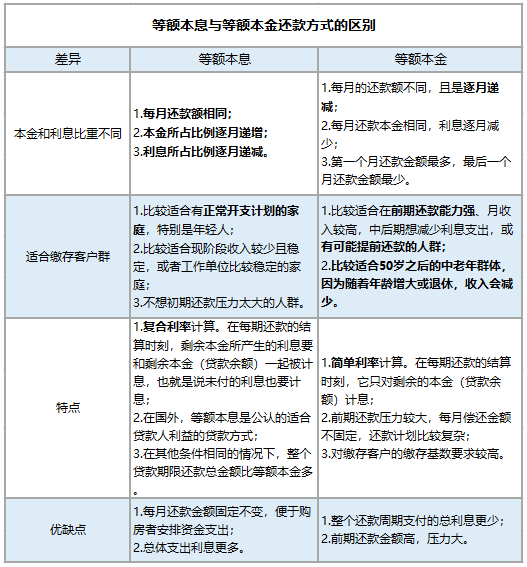 等额本息与等额本金还款方式的区别
差异
等额本息
等额本金
本金和利息比重不同
1.每月还款额相同；
2.本金所占比例逐月递增；
3.利息所占比例逐月递减。
1.每月的还款额不同，且是逐月递
减；
2.每月还款本金相同，利息逐月减
少；
3.第一个月还款金额最多，最后一个
月还款金额最少。
适合缴存客户群
1.比较适合有正常开支计划的家
庭，特别是年轻人；
2.比较适合现阶段收入较少且稳
定，或者工作单位比较稳定的家
庭；
3.不想初期还款压力太大的人群。
1.比较适合在前期还款能力强、月收
入较高，中后期想减少利息支出，或
有可能提前还款的人群；
2.比较适合50岁之后的中老年群体，
因为随着年龄增大或退休，收入会减
少。
特点
1.复合利率计算。在每期还款的结
算时刻，剩余本金所产生的利息要
和剩余本金（贷款余额）一起被计
息，也就是说未付的利息也要计
息；
2.在国外，等额本息是公认的适合
贷款人利益的贷款方式；
3.在其他条件相同的情况下，整个
贷款期限还款总金额比等额本金多
。
1.简单利率计算。在每期还款的结算
时刻，它只对剩余的本金（贷款余
额）计息；
2.前期还款压力较大，每月偿还金额
不固定，还款计划比较复杂；
3.对缴存客户的缴存基数要求较高。
优缺点
1.每月还款金额固定不变，便于购
房者安排资金支出；
2.总体支出利息更多。
1.整个还款周期支付的总利息更少；
2.前期还款金额高，压力大。